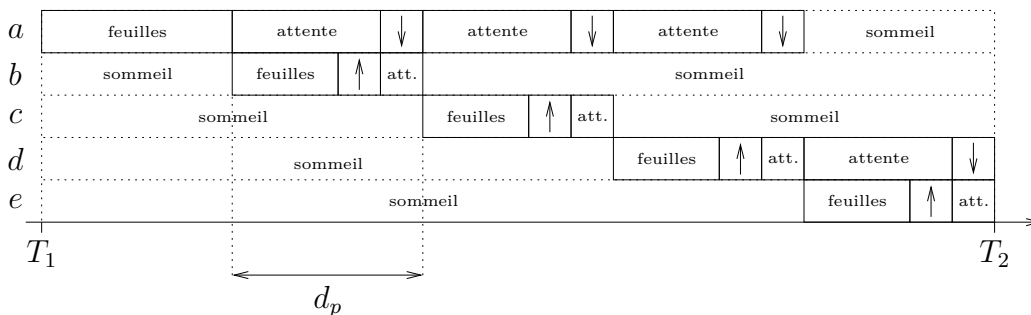 a feuilles attente ↓ attente ↓ attente ↓ sommeil
b sommeil feuilles ↑ att. sommeil
c sommeil feuilles ↑ att. sommeil
d sommeil feuilles ↑ att. attente ↓
e sommeil feuilles ↑ att.
T1 T2
dp